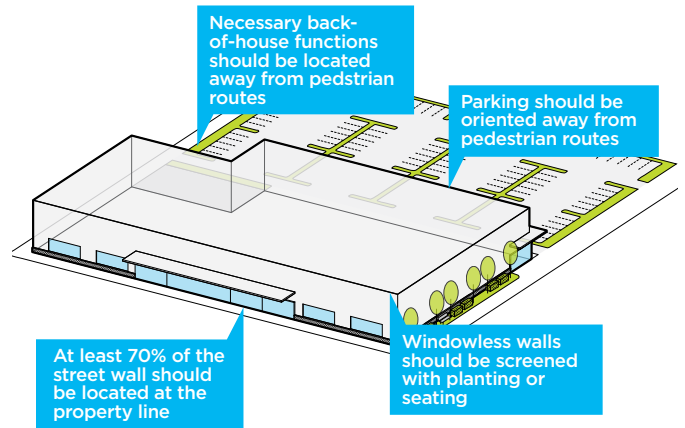 Necessary back-
of-house functions
should be located
away from pedstrian
routes
Parking should be
oriented away from
pedestrian routes
At least 70% of the
street wall should
be located at the
property line
Windowless walls
should be screened
with planting or
seating